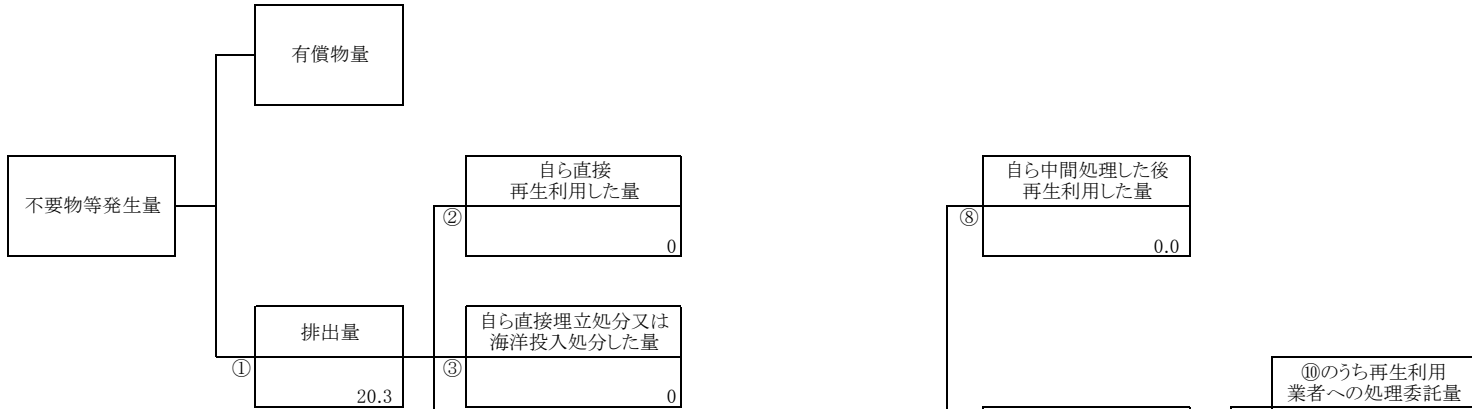 有償物量
不要物等発生量
自ら直接
再生利用した量
②
0
自ら中間処理した後
再生利用した量
⑧
0.0
排出量
①
20.3
自ら直接埋立処分又は
海洋投入処分した量
③
0
⑩のうち再生利用
業者への処理委託量